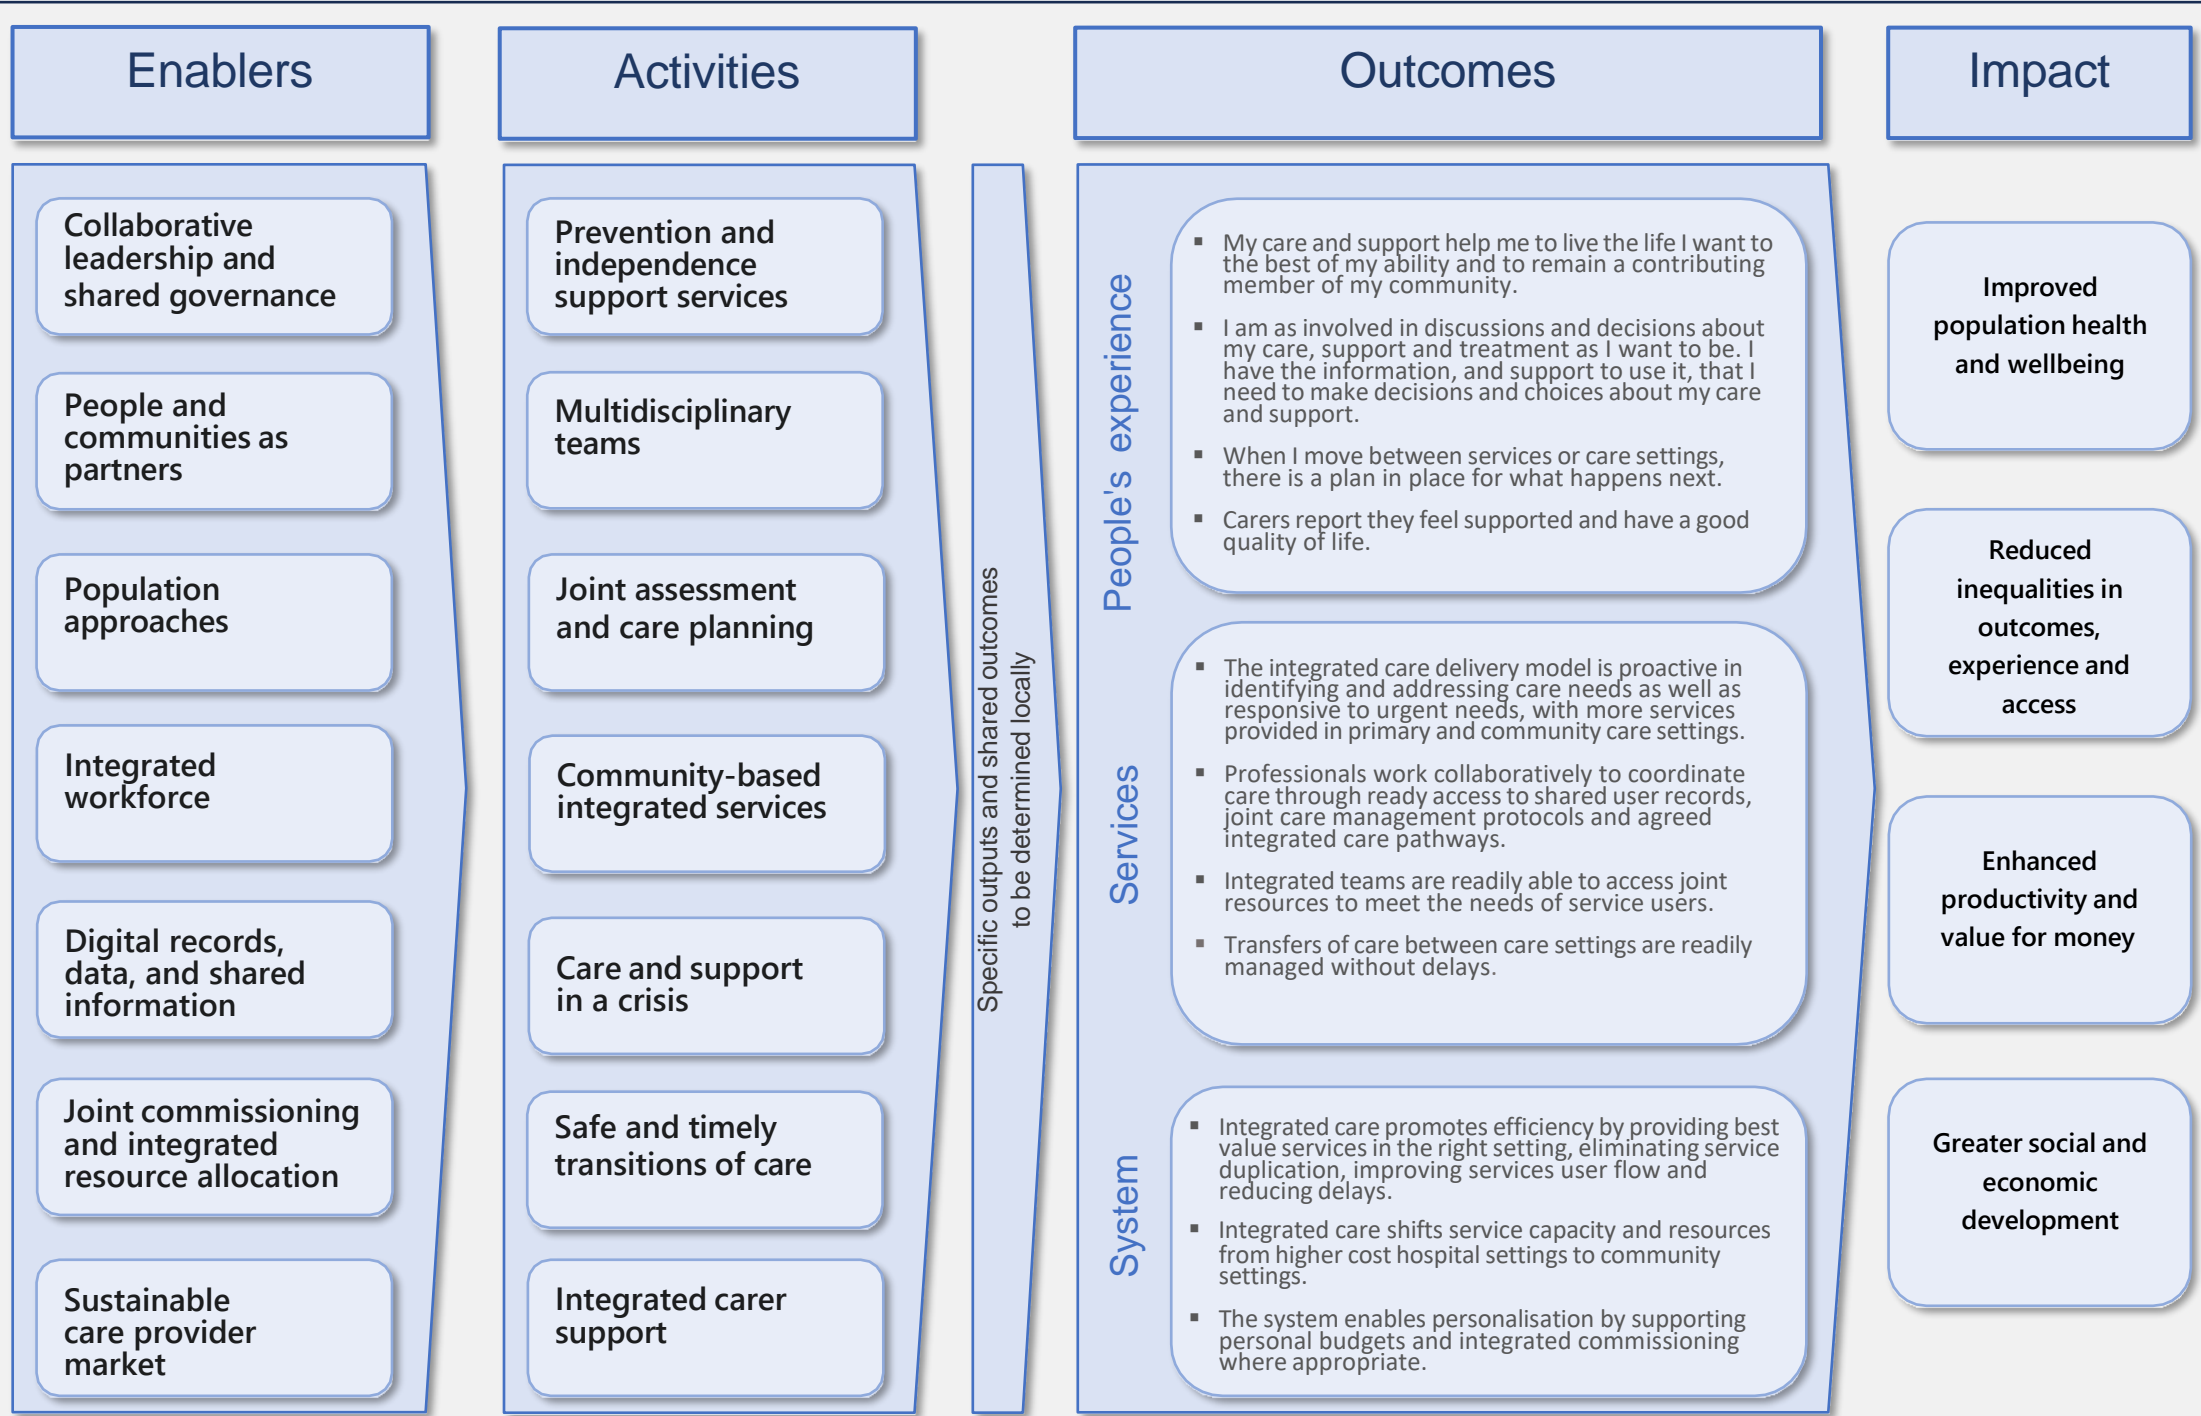 Enablers
Activities
Outcomes
Impact
Collaborative
leadership and
shared governance
People and
communities as
partners
Population
approaches
Integrated
workforce
Digital records,
data, and shared
information
Joint commissioning
and integrated
resource allocation
Sustainable
care provider
market
Prevention and
independence
support services
Multidisciplinary
teams
Joint assessment
and care planning
Community-based
integrated services
Care and support
in a crisis
Safe and timely
transitions of care
Integrated carer
support
Specific outputs and shared outcomes
to be determined locally
People's experience
▪ My care and support help me to live the life I want to
the best of my ability and to remain a contributing
member of my community.
▪ I am as involved in discussions and decisions about
my care, support and treatment as I want to be. I
have the information, and support to use it, that I
need to make decisions and choices about my care
and support.
▪ When I move between services or care settings,
there is a plan in place for what happens next.
▪ Carers report they feel supported and have a good
quality of life.
Services
▪ The integrated care delivery model is proactive in
identifying and addressing care needs as well as
responsive to urgent needs, with more services
provided in primary and community care settings.
▪ Professionals work collaboratively to coordinate
care through ready access to shared user records,
joint care management protocols and agreed
integrated care pathways.
▪ Integrated teams are readily able to access joint
resources to meet the needs of service users.
▪ Transfers of care between care settings are readily
managed without delays.
System
▪ Integrated care promotes efficiency by providing best
value services in the right setting, eliminating service
duplication, improving services user flow and
reducing delays.
▪ Integrated care shifts service capacity and resources
from higher cost hospital settings to community
settings.
▪ The system enables personalisation by supporting
personal budgets and integrated commissioning
where appropriate.
Improved
population health
and wellbeing
Reduced
inequalities in
outcomes,
experience and
access
Enhanced
productivity and
value for money
Greater social and
economic
development